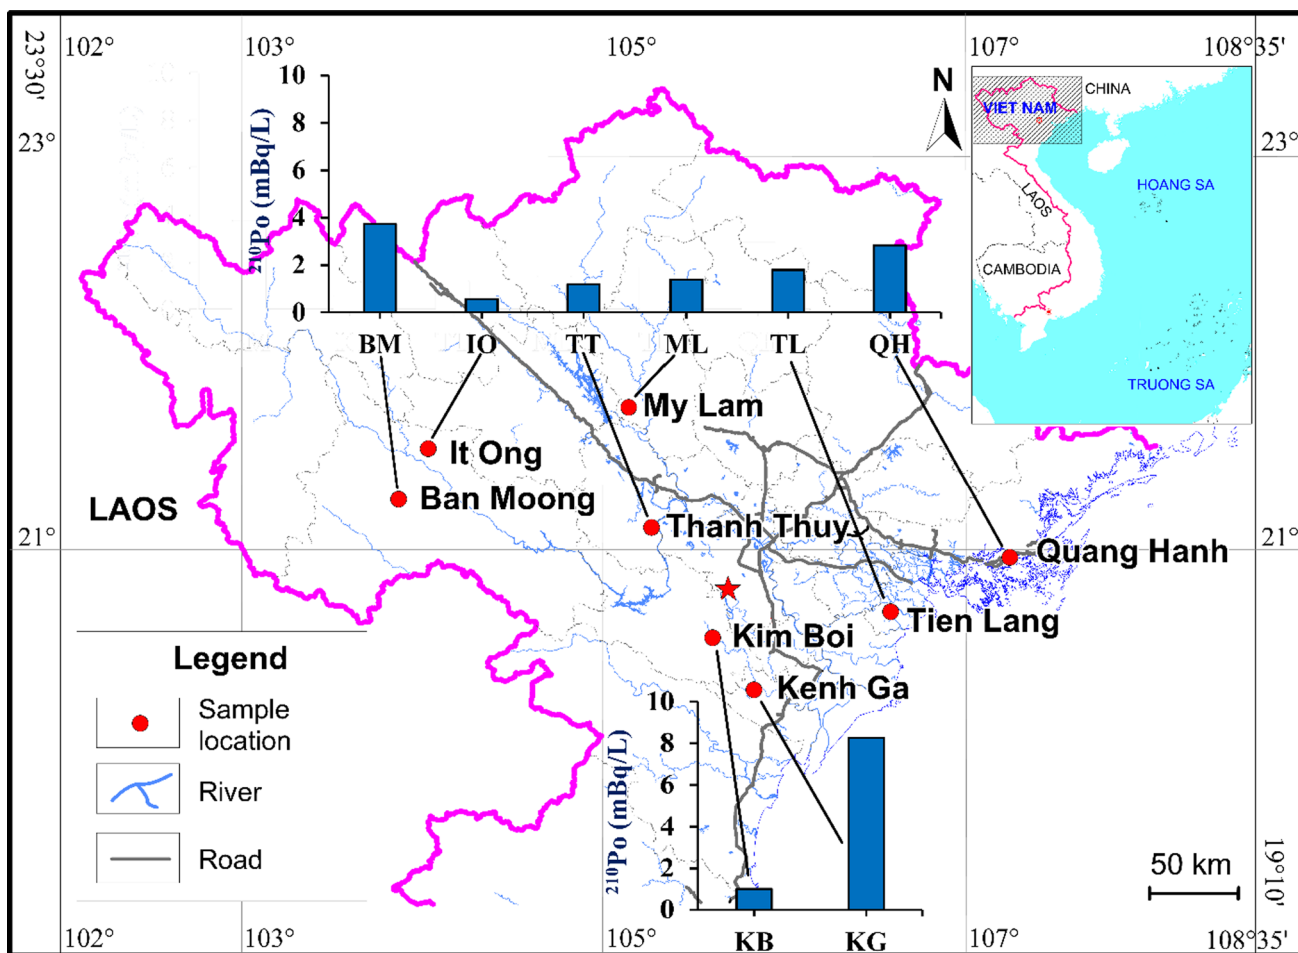 102°
103°
105°
107°
108°35'
23°30'
23°
21°
23°
21°
19°10'
10
8
6
4
2
0
²¹⁰Po (mBq/L)
BM
IO
TT
ML
TL
QH
N
CHINA
VIET NAM
LAOS
CAMBODIA
HOANG SA
TRUONG SA
My Lam
It Ong
Ban Moong
LAOS
Thanh Thuy
Quang Hanh
Tien Lang
Kim Boi
Kenh Ga
Legend
Sample
location
River
Road
10
8
6
4
2
0
²¹⁰Po (mBq/L)
KB
KG
50 km
102°
103°
105°
107°
108°35'